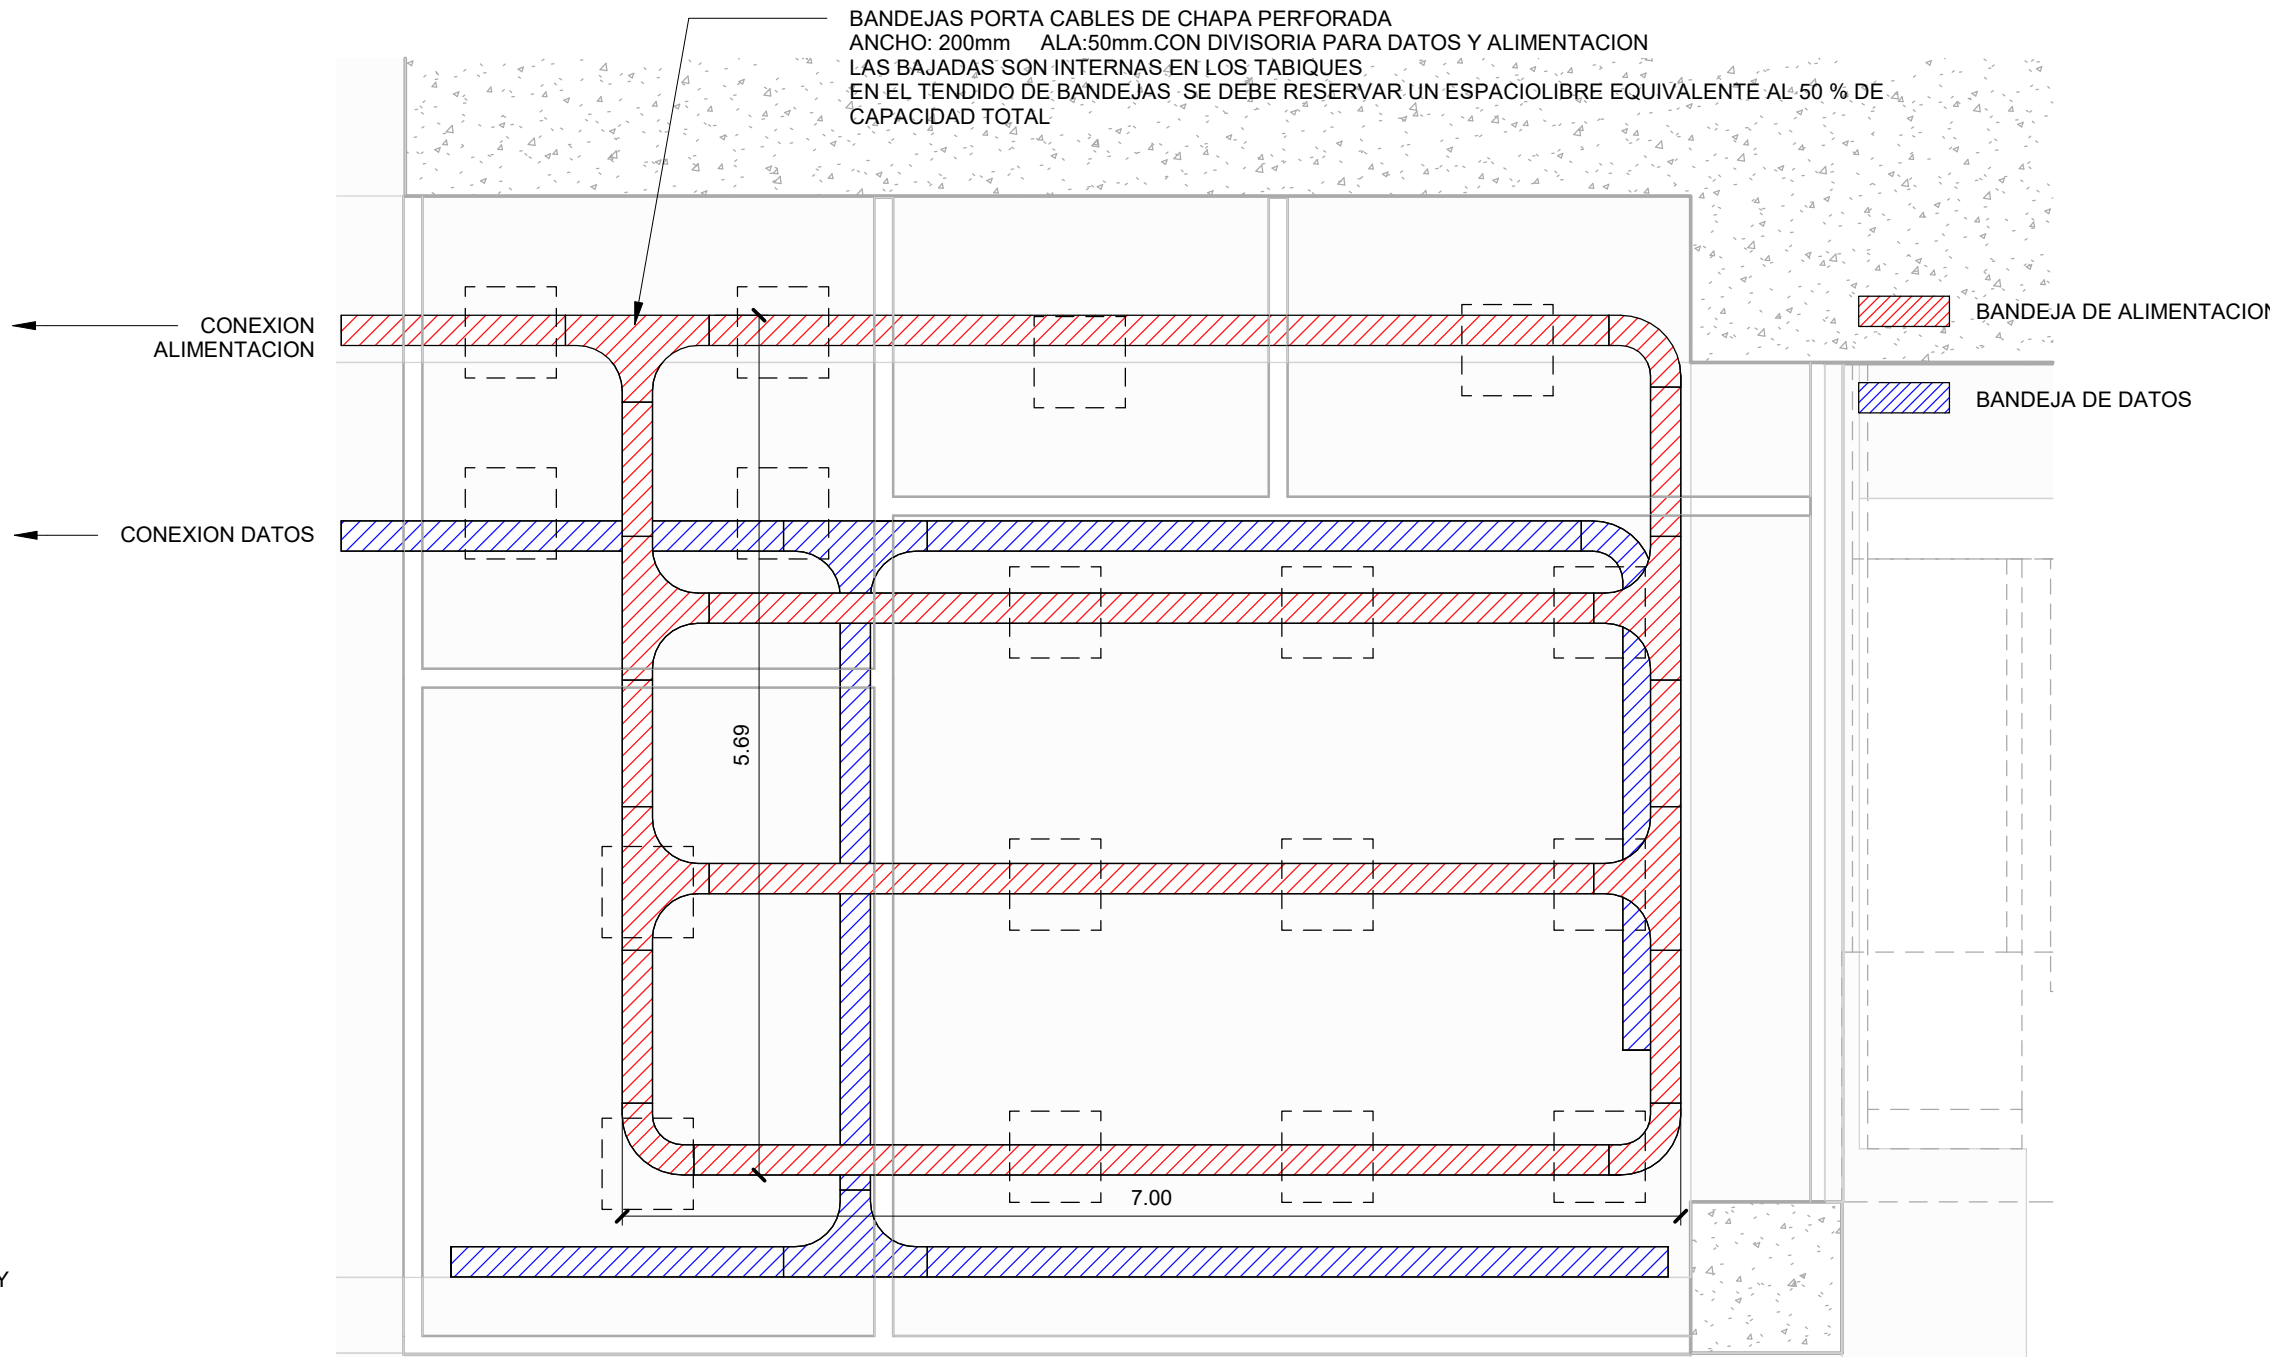 BANDEJAS PORTA CABLES DE CHAPA PERFORADA
ANCHO: 200mm ALA:50mm.CON DIVISORIA PARA DATOS Y ALIMENTACION
LAS BAJADAS SON INTERNAS EN LOS TABIQUES
EN EL TENDIDO DE BANDEJAS SE DEBE RESERVAR UN ESPACIOLIBRE EQUIVALENTE AL 50 % DE
CAPACIDAD TOTAL
CONEXION
ALIMENTACION
BANDEJA DE ALIMENTACION
BANDEJA DE DATOS
CONEXION DATOS
5.69
7.00
Y